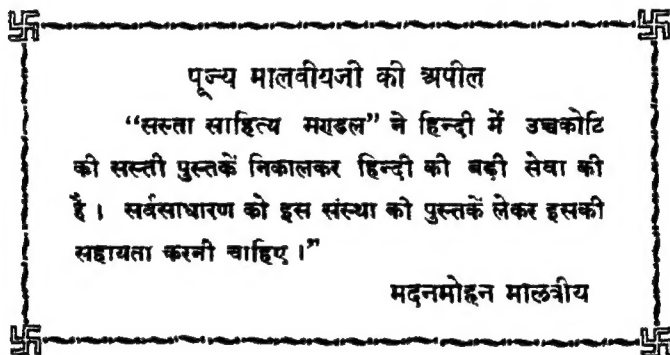 पूज्य मालवीयजी की अपील
“सस्ता साहित्य मण्डल” ने हिन्दी में उच्चकोटि
की सस्ती पुस्तकें निकालकर हिन्दी की बड़ी सेवा की
है। सर्वसाधारण को इस संस्था की पुस्तकें लेकर इसकी
सहायता करनी चाहिए।”
मदनमोहन मालवीय